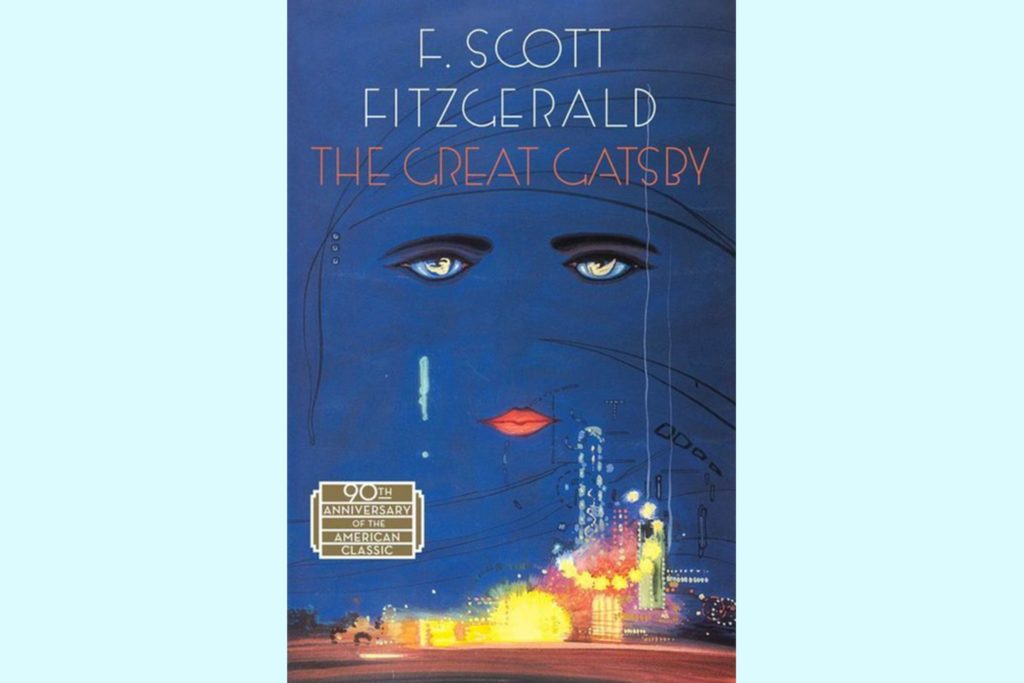 F. SCOTT
FITZGERALD
THE GREAT GATSBY
90TH
ANNIVERSARY
OF THE
AMERICAN
CLASSIC